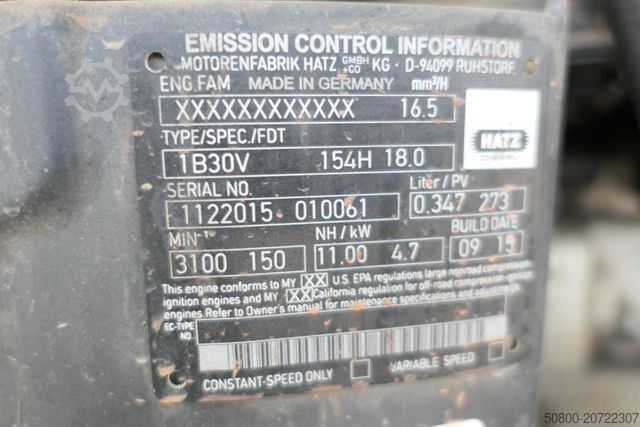 EMISSION CONTROL INFORMATION
MOTORENFABRIK HATZ GMBH +CO KG · D-94099 RUHSTORF
ENG.FAM MADE IN GERMANY mm³/H
XXXXXXXXXXXX 16.5
TYPE/SPEC./FDT
HATZ
DIESEL
1B30V 154H 18.0
SERIAL NO. Liter / PV
1122015 010061 0.347 273
MIN⁻¹ NH / kW BUILD DATE
3100 150 11.00 4.7 09 15
This engine conforms to MY XX U.S. EPA regulations large nonroad compression
ignition engines and MY XX California regulation for off-road compression ignition
engines. Refer to Owner's manual for maintenance specifications and adjustments.
EC-TYPE
NO.
CONSTANT-SPEED ONLY VARIABLE SPEED
50800-20722307